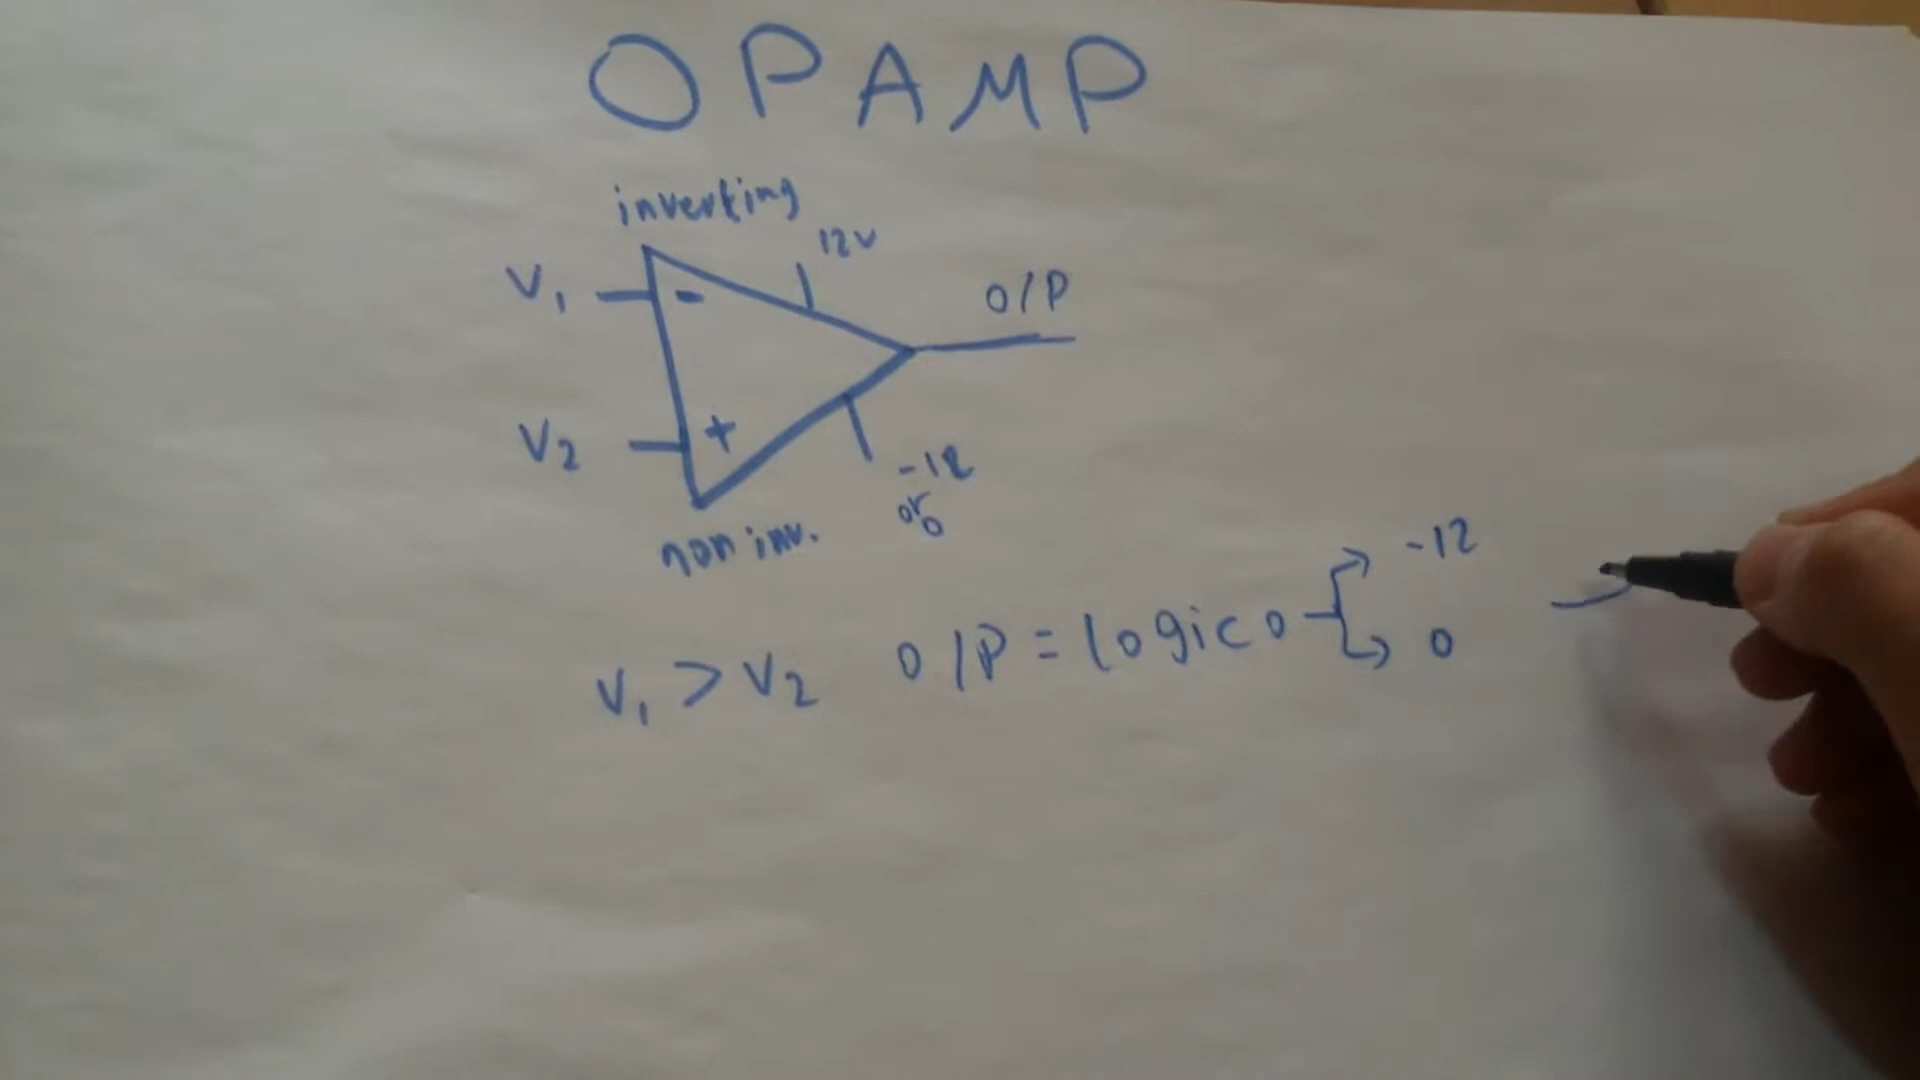 OPAMP
inverting
12v
V1 -
O/P
V2 +
-12
or
0
non inv.
-12
V1 > V2 O/P = logic 0
0